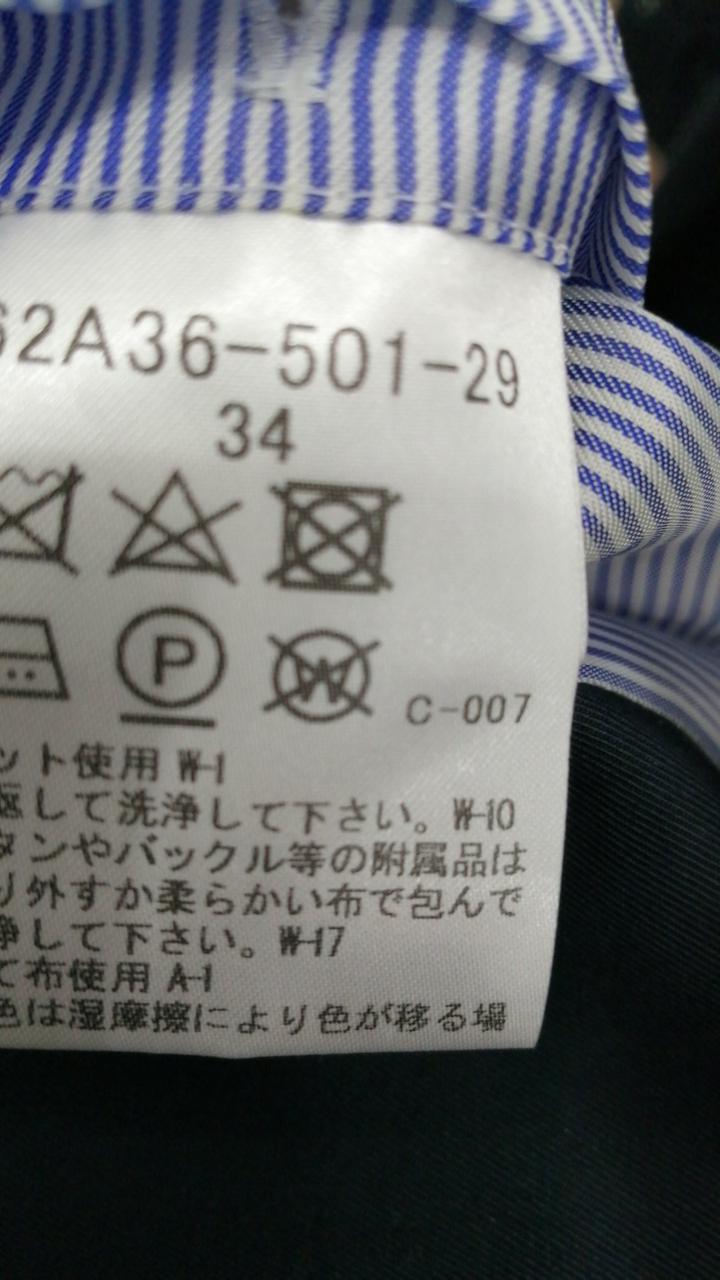 62A36-501-29
34
P
W
C-007
ット使用 W-1
返して洗浄して下さい。W-10
タンやバックル等の附属品は
り外すか柔らかい布で包んで
浄して下さい。W-17
て布使用 A-1
色は湿摩擦により色が移る場